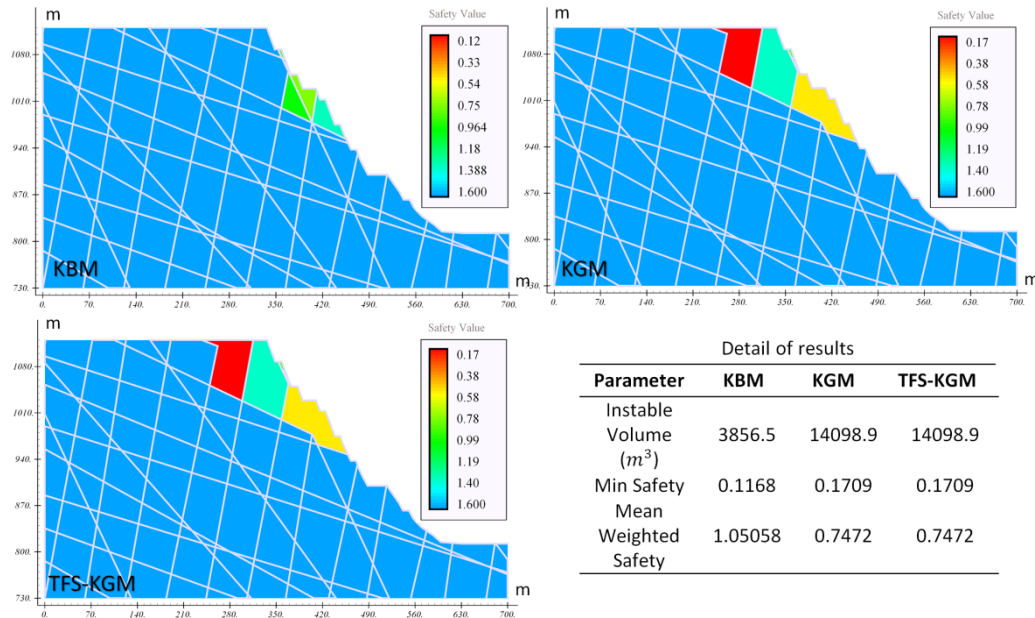 m
Safety Value
0.12
0.33
0.54
0.75
0.964
1.18
1.388
1.600
1080.
1010.
940.
870.
800.
730.
KBM
m
0. 70. 140. 210. 280. 350. 420. 490. 560. 630. 700.
m
Safety Value
0.17
0.38
0.58
0.78
0.99
1.19
1.40
1.600
1080.
1010.
940.
870.
800.
730.
KGM
m
0. 70. 140. 210. 280. 350. 420. 490. 560. 630. 700.
m
Safety Value
0.17
0.38
0.58
0.78
0.99
1.19
1.40
1.600
1080.
1010.
940.
870.
800.
730.
TFS-KGM
m
0. 70. 140. 210. 280. 350. 420. 490. 560. 630. 700.
Detail of results
Parameter KBM KGM TFS-KGM
Instable
Volume 3856.5 14098.9 14098.9
(m³)
Min Safety 0.1168 0.1709 0.1709
Mean
Weighted 1.05058 0.7472 0.7472
Safety